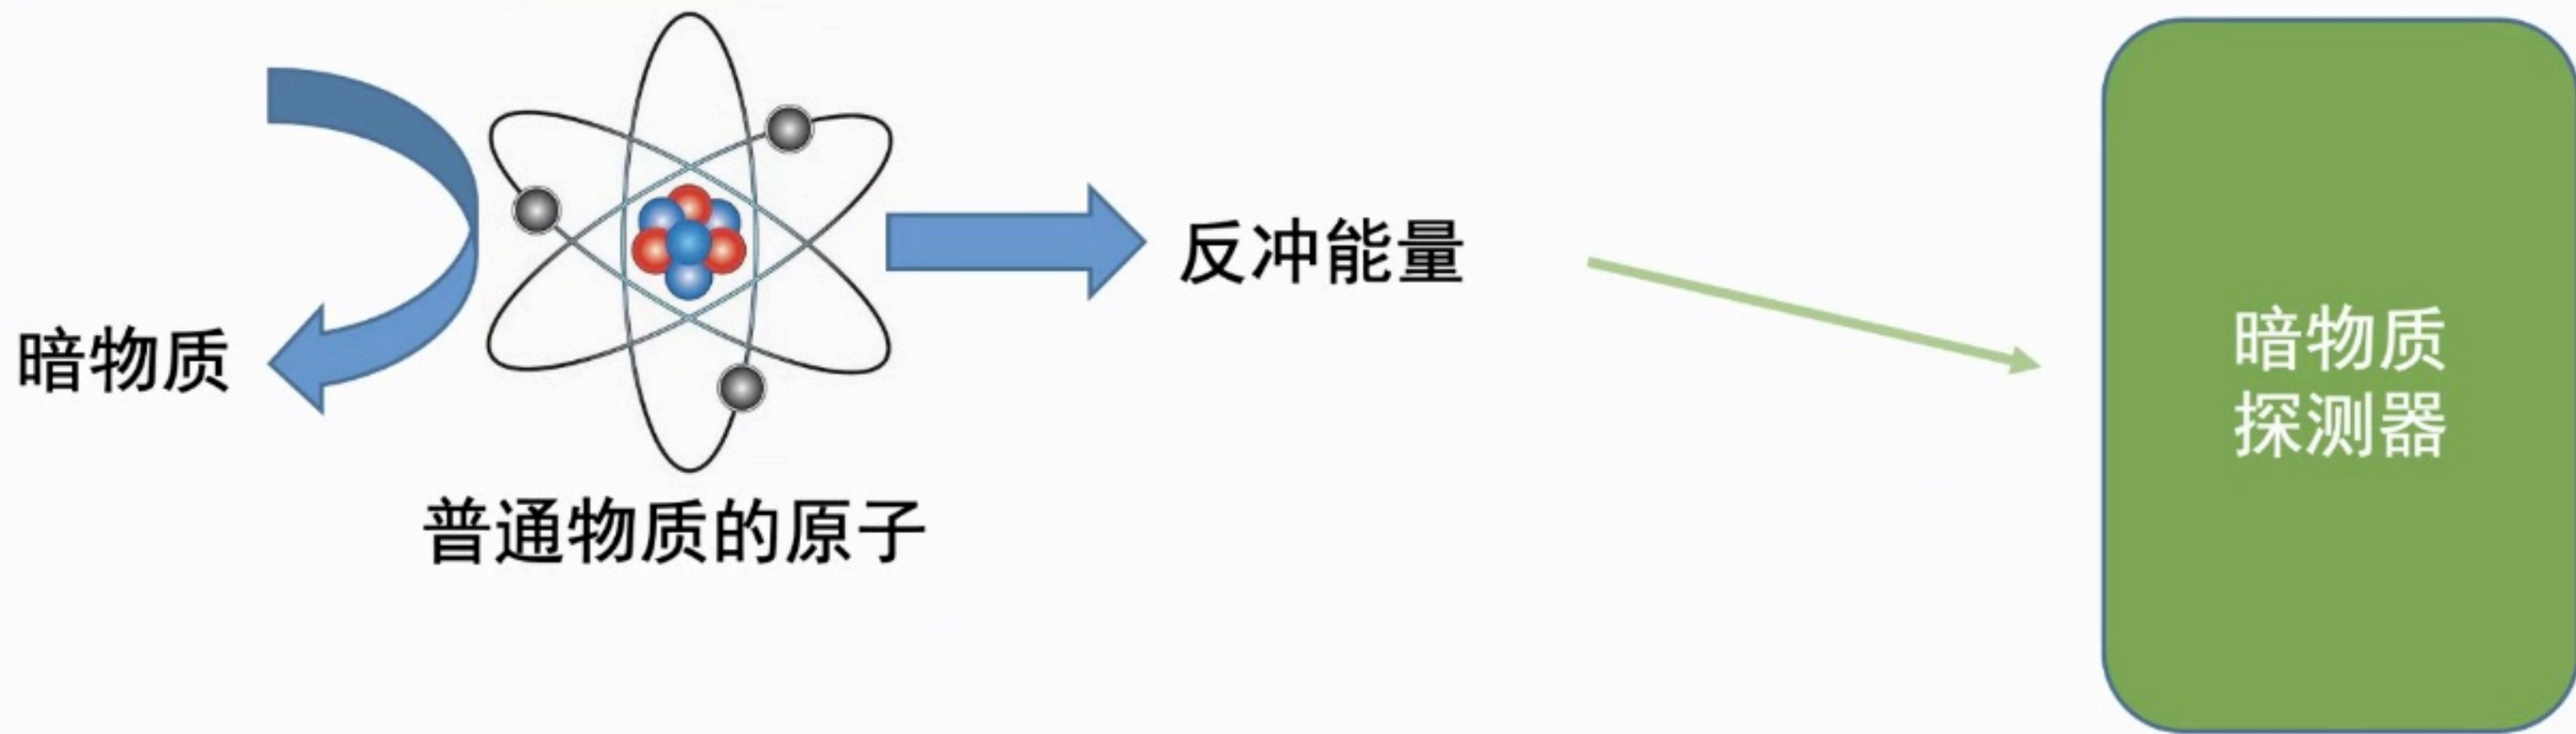 反冲能量
暗物质
普通物质的原子
暗物质
探测器